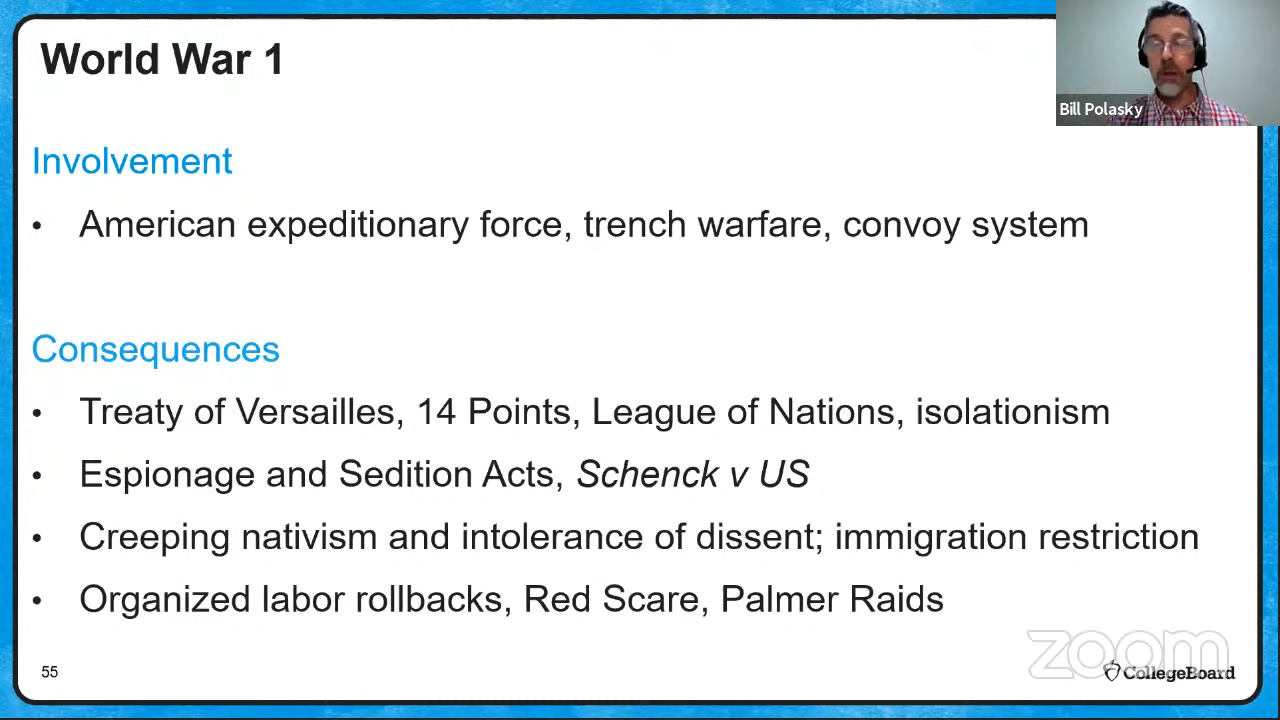 World War 1
Bill Polasky
Involvement
• American expeditionary force, trench warfare, convoy system
Consequences
• Treaty of Versailles, 14 Points, League of Nations, isolationism
• Espionage and Sedition Acts, Schenck v US
• Creeping nativism and intolerance of dissent; immigration restriction
• Organized labor rollbacks, Red Scare, Palmer Raids
zoom
55
CollegeBoard